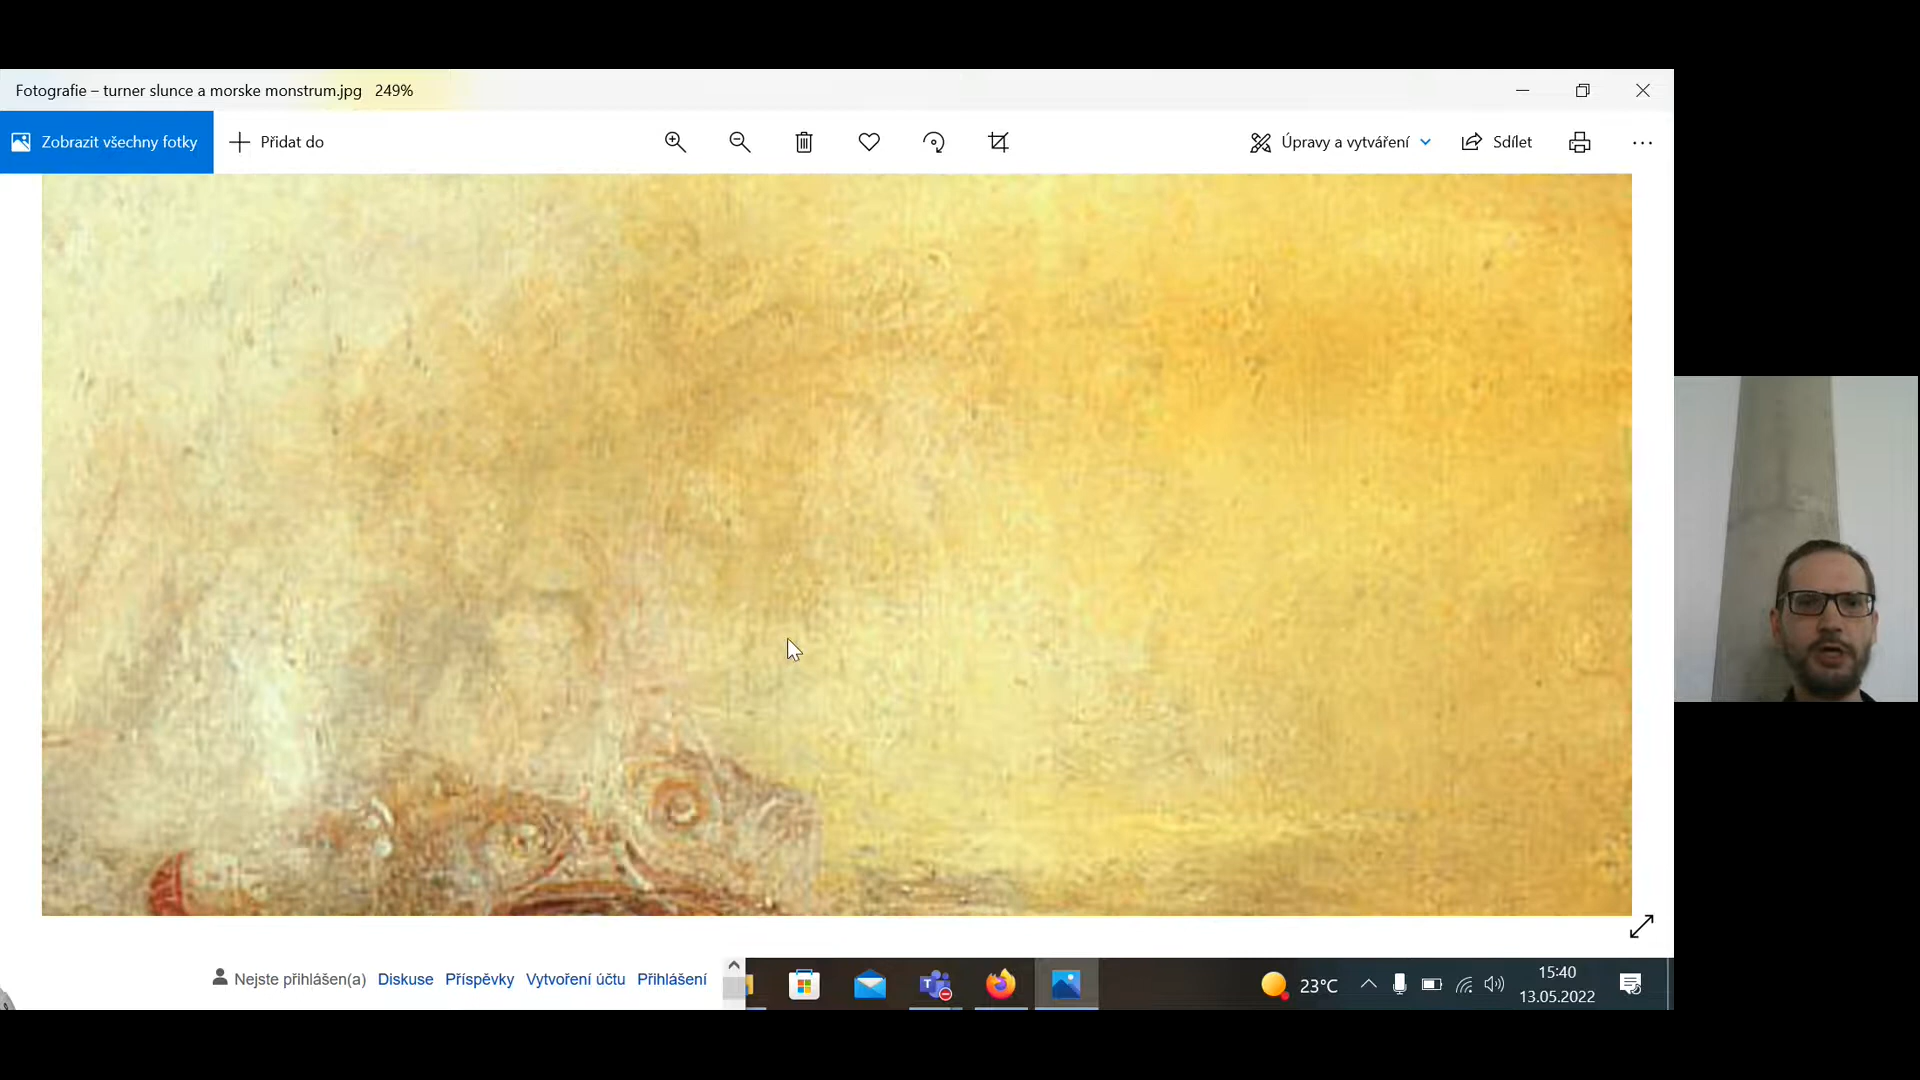 Fotografie – turner slunce a morske monstrum.jpg 249%
Zobrazit všechny fotky
Přidat do
Úpravy a vytváření
Sdílet
Nejste přihlášen(a) Diskuse Příspěvky Vytvoření účtu Přihlášení
23°C
15:40
13.05.2022